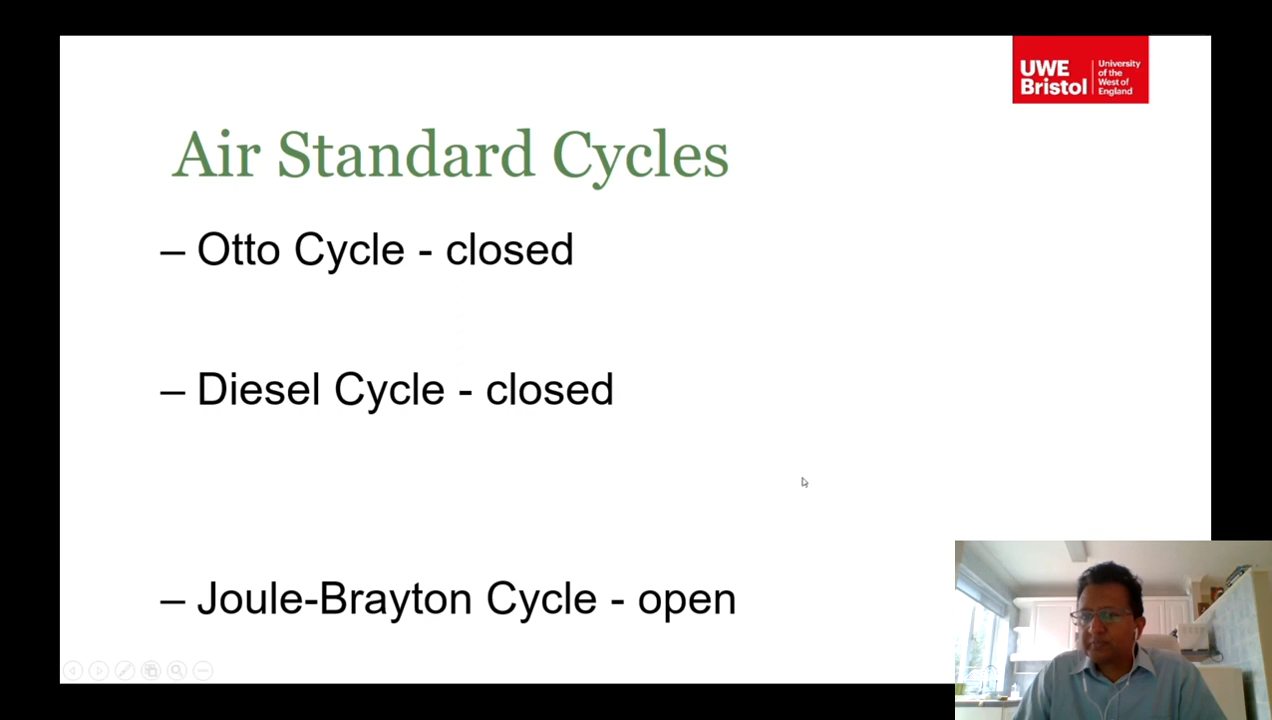 UWE
Bristol
University
of the
West of
England
Air Standard Cycles
– Otto Cycle - closed
– Diesel Cycle - closed
– Joule-Brayton Cycle - open